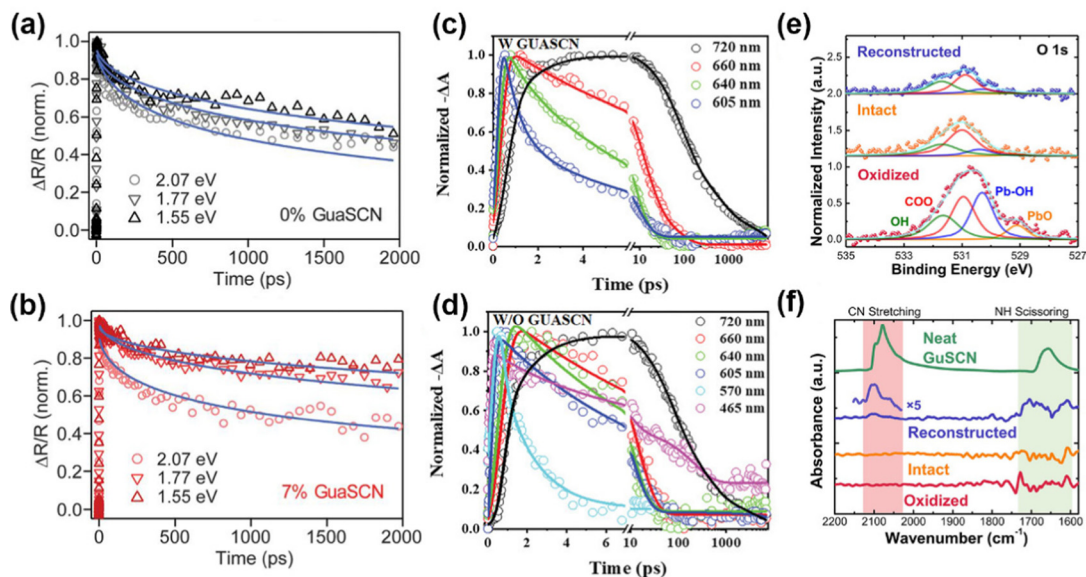 (a)
ΔR/R (norm.)
1.0
0.8
0.6
0.4
0.2
0.0
2.07 eV
1.77 eV
1.55 eV
0% GuaSCN
0 500 1000 1500 2000
Time (ps)
(b)
ΔR/R (norm.)
1.0
0.8
0.6
0.4
0.2
0.0
2.07 eV
1.77 eV
1.55 eV
7% GuaSCN
0 500 1000 1500 2000
Time (ps)
(c)
Normalized -ΔA
1.0
0.8
0.6
0.4
0.2
0.0
W GUASCN
720 nm
660 nm
640 nm
605 nm
0 2 4 6 10 100 1000
Time (ps)
(d)
Normalized -ΔA
1.0
0.8
0.6
0.4
0.2
0.0
W/O GUASCN
720 nm
660 nm
640 nm
605 nm
570 nm
465 nm
0 2 4 6 10 100 1000
Time (ps)
(e)
Normalized Intensity (a.u.)
2.0
1.5
1.0
0.5
0.0
Reconstructed
O 1s
Intact
Oxidized
COO
Pb-OH
OH
PbO
535 533 531 529 527
Binding Energy (eV)
(f)
Absorbance (a.u.)
CN Stretching NH Scissoring
Neat
GuSCN
×5
Reconstructed
Intact
Oxidized
2200 2100 2000 1900 1800 1700 1600
Wavenumber (cm⁻¹)